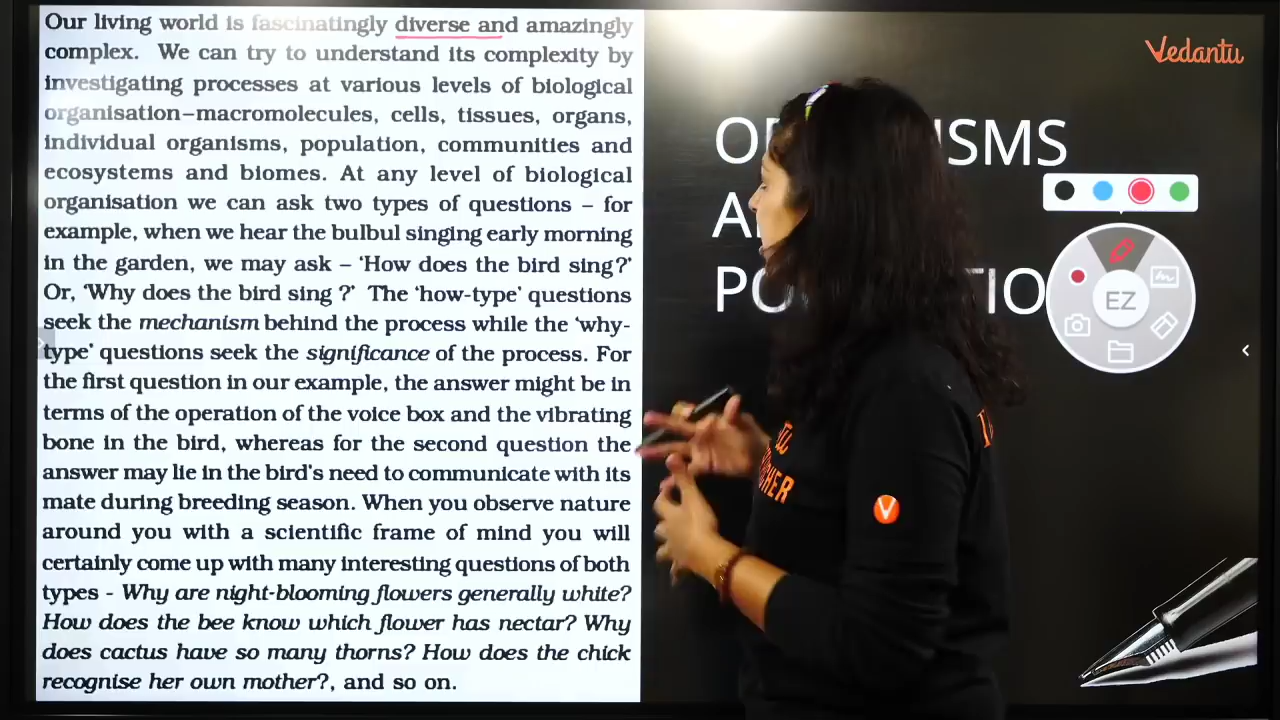 Our living world is fascinatingly diverse and amazingly
complex. We can try to understand its complexity by
investigating processes at various levels of biological
organisation–macromolecules, cells, tissues, organs,
individual organisms, population, communities and
ecosystems and biomes. At any level of biological
organisation we can ask two types of questions – for
example, when we hear the bulbul singing early morning
in the garden, we may ask – ‘How does the bird sing?’
Or, ‘Why does the bird sing ?’ The ‘how-type’ questions
seek the mechanism behind the process while the ‘why-
type’ questions seek the significance of the process. For
the first question in our example, the answer might be in
terms of the operation of the voice box and the vibrating
bone in the bird, whereas for the second question the
answer may lie in the bird’s need to communicate with its
mate during breeding season. When you observe nature
around you with a scientific frame of mind you will
certainly come up with many interesting questions of both
types - Why are night-blooming flowers generally white?
How does the bee know which flower has nectar? Why
does cactus have so many thorns? How does the chick
recognise her own mother?, and so on.
Vedantu
EZ
V